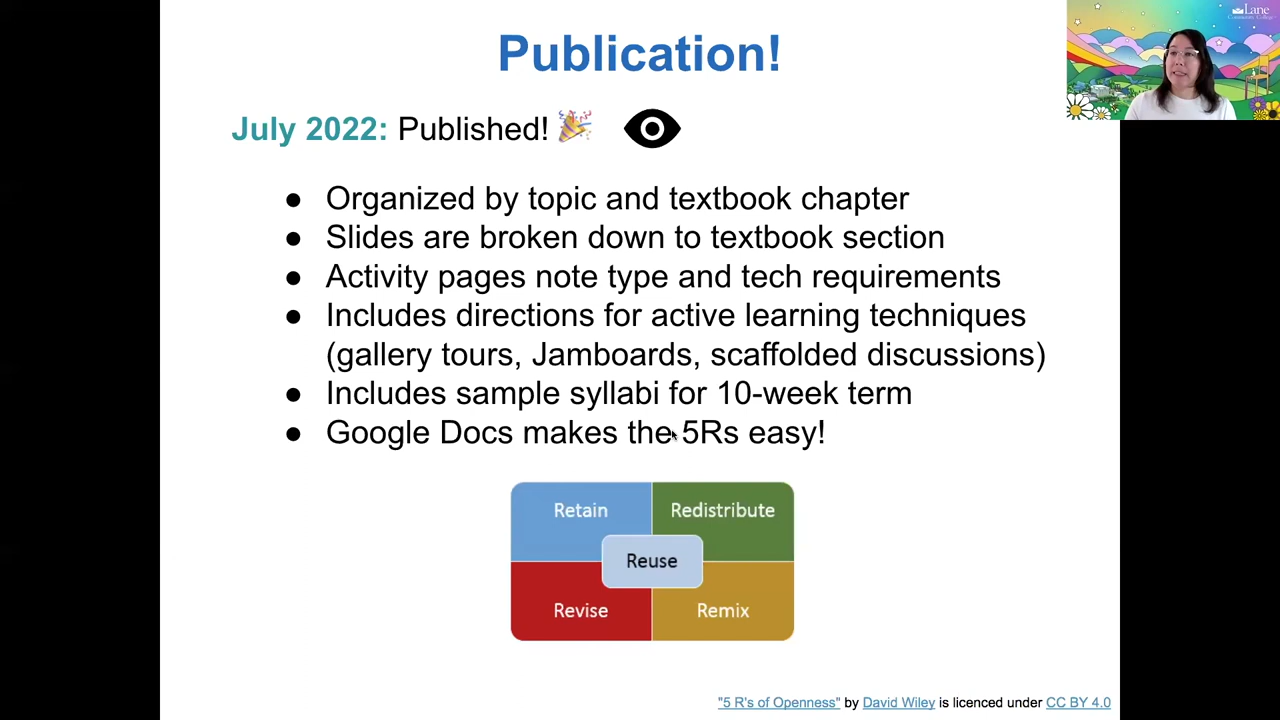 Publication!
Lane
Community College
July 2022: Published!
● Organized by topic and textbook chapter
● Slides are broken down to textbook section
● Activity pages note type and tech requirements
● Includes directions for active learning techniques
(gallery tours, Jamboards, scaffolded discussions)
● Includes sample syllabi for 10-week term
● Google Docs makes the 5Rs easy!
Retain
Redistribute
Reuse
Revise
Remix
"5 R's of Openness" by David Wiley is licenced under CC BY 4.0